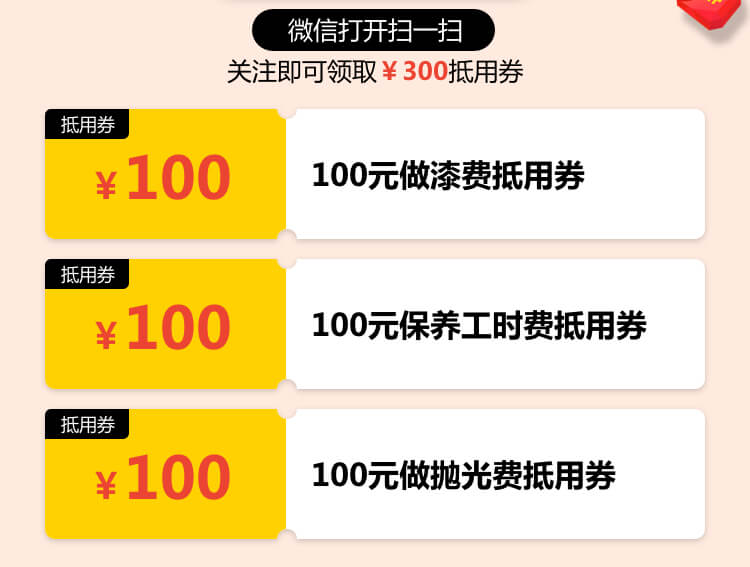 微信打开扫一扫
关注即可领取¥300抵用券
抵用券
¥100
100元做漆费抵用券
抵用券
¥100
100元保养工时费抵用券
抵用券
¥100
100元做抛光费抵用券